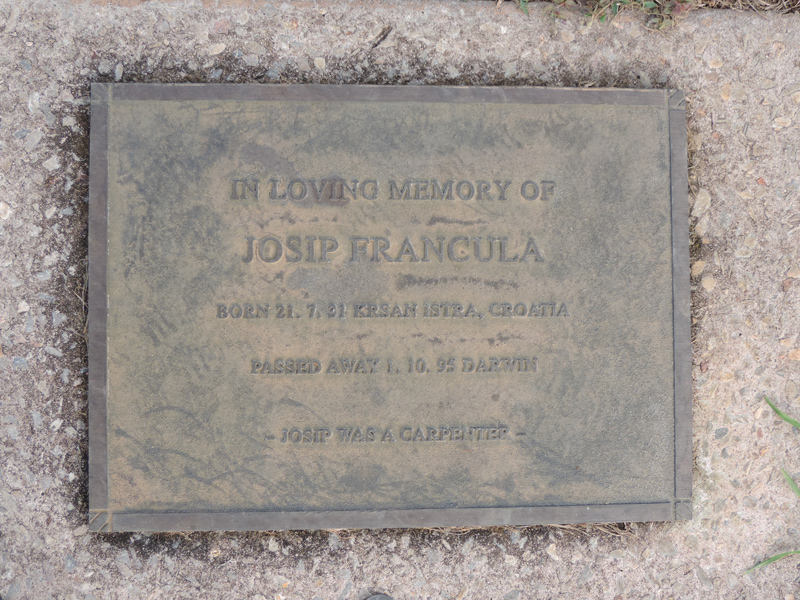 IN LOVING MEMORY OF
JOSIP FRANCULA
BORN 21. 7. 31 KRSAN ISTRA, CROATIA
PASSED AWAY 1. 10. 95 DARWIN
- JOSIP WAS A CARPENTER -